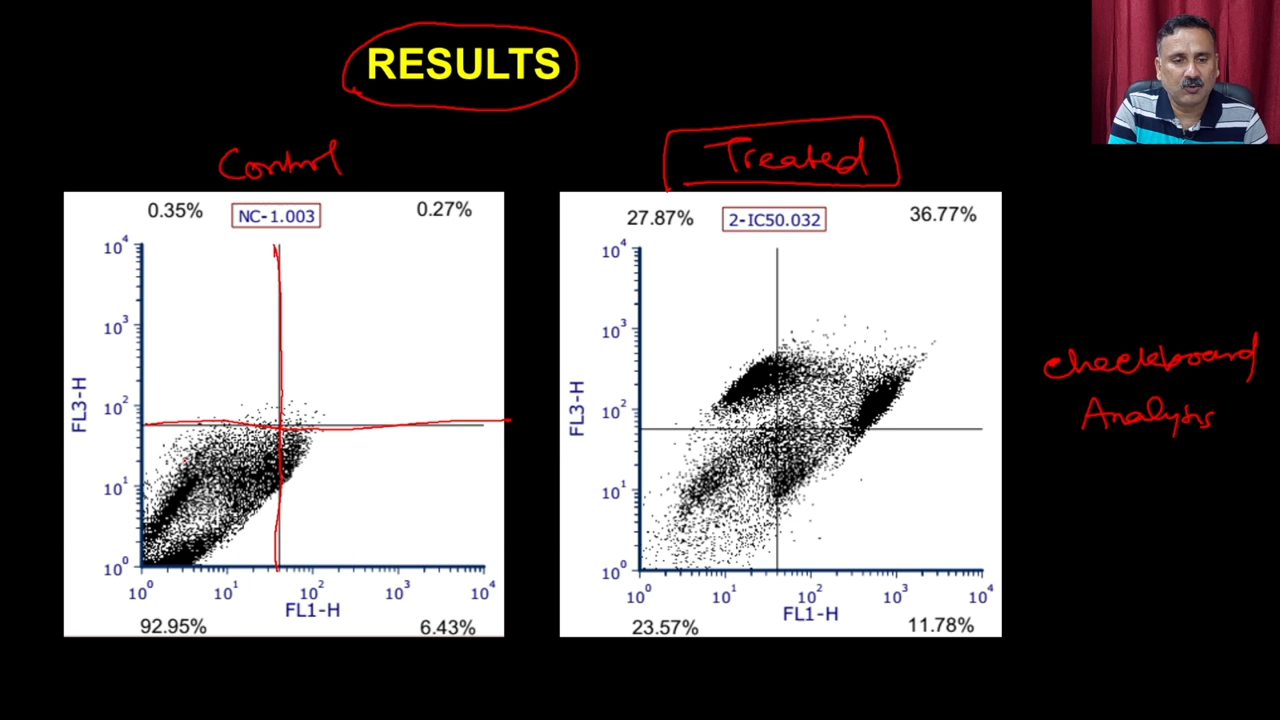 RESULTS
Control
Treated
0.35%
NC-1.003
0.27%
10^4
10^3
10^2
10^1
10^0
FL3-H
10^0 10^1 10^2 10^3 10^4
FL1-H
92.95%
6.43%
27.87%
2-IC50.032
36.77%
10^4
10^3
10^2
10^1
10^0
FL3-H
10^0 10^1 10^2 10^3 10^4
FL1-H
23.57%
11.78%
Checkboard
Analysis